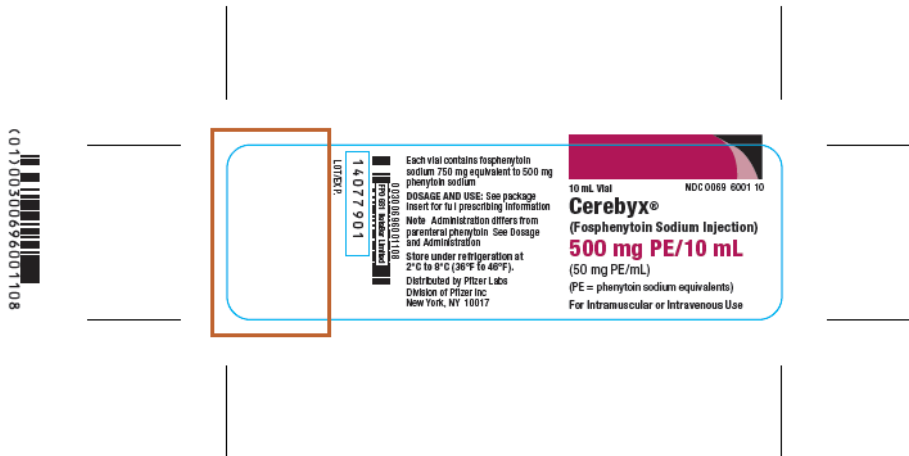 (01)00300696001108
LOT/EXP.
14077901
FPO GS1 DataBar Limited
00300696001108
Each vial contains fosphenytoin
sodium 750 mg equivalent to 500 mg
phenytoin sodium
DOSAGE AND USE: See package
insert for full prescribing information
Note Administration differs from
parenteral phenytoin See Dosage
and Administration
Store under refrigeration at
2°C to 8°C (36°F to 46°F).
Distributed by Pfizer Labs
Division of Pfizer Inc
New York, NY 10017
10 mL Vial NDC 0069 6001 10
Cerebyx®
(Fosphenytoin Sodium Injection)
500 mg PE/10 mL
(50 mg PE/mL)
(PE = phenytoin sodium equivalents)
For Intramuscular or Intravenous Use